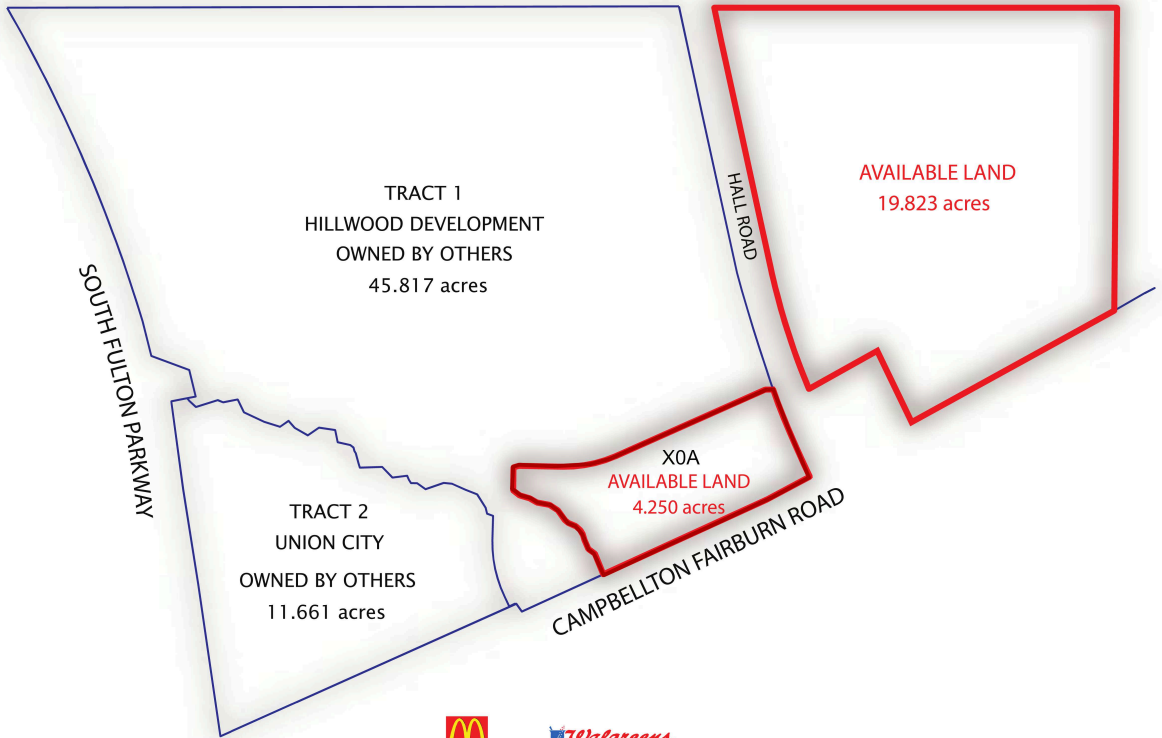 TRACT 1
HILLWOOD DEVELOPMENT
OWNED BY OTHERS
45.817 acres
AVAILABLE LAND
19.823 acres
HALL ROAD
SOUTH FULTON PARKWAY
X0A
AVAILABLE LAND
4.250 acres
TRACT 2
UNION CITY
OWNED BY OTHERS
11.661 acres
CAMPBELLTON FAIRBURN ROAD
Walgreens